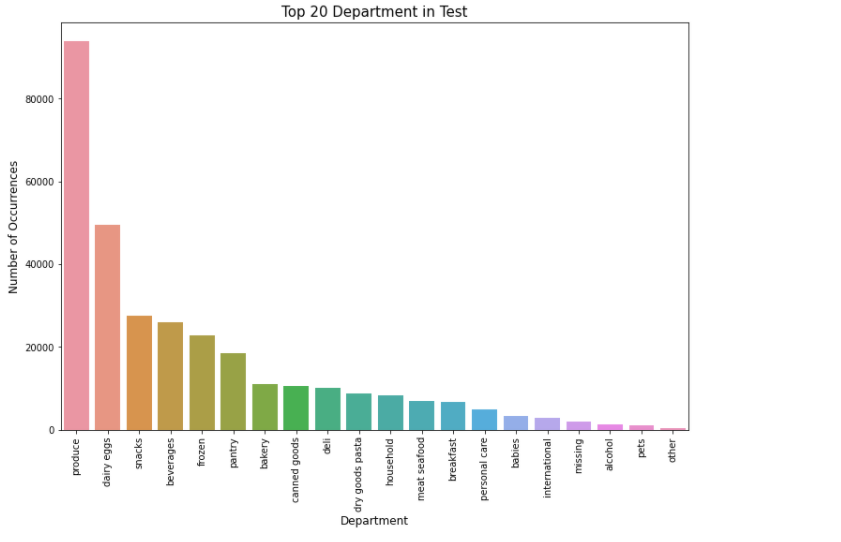 Top 20 Department in Test
Number of Occurrences
80000
60000
40000
20000
0
produce
dairy eggs
snacks
beverages
frozen
pantry
bakery
canned goods
deli
dry goods pasta
household
meat seafood
breakfast
personal care
babies
international
missing
alcohol
pets
other
Department